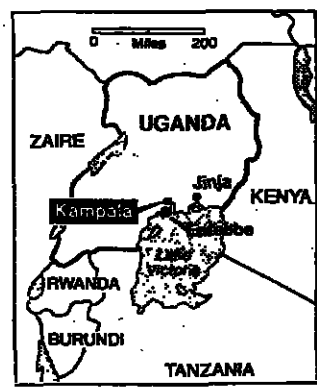 0 200
Miles
UGANDA
ZAIRE
Jinja
KENYA
Kampala
Entebbe
Lake
Victoria
RWANDA
BURUNDI
TANZANIA